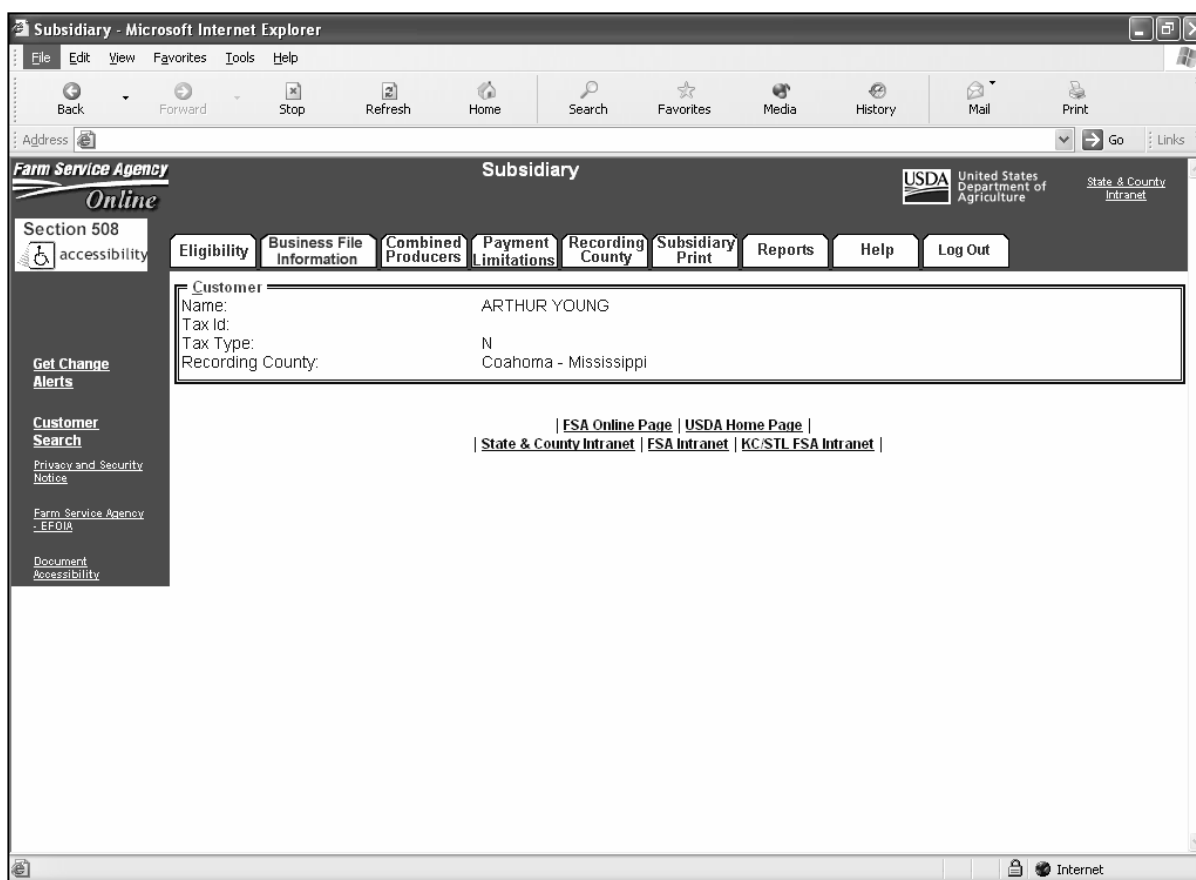 Subsidiary - Microsoft Internet Explorer
File Edit View Favorites Tools Help
Back Forward Stop Refresh Home Search Favorites Media History Mail Print
Address Go Links
Farm Service Agency
Online
Subsidiary
USDA United States Department of Agriculture
State & County Intranet
Section 508
accessibility
Eligibility Business File Information Combined Producers Payment Limitations Recording County Subsidiary Print Reports Help Log Out
Customer
Name: ARTHUR YOUNG
Tax Id:
Tax Type: N
Recording County: Coahoma - Mississippi
Get Change
Alerts
Customer
Search
Privacy and Security
Notice
Farm Service Agency
- EFOIA
Document
Accessibility
| FSA Online Page | USDA Home Page |
| State & County Intranet | FSA Intranet | KC/STL FSA Intranet |
Internet